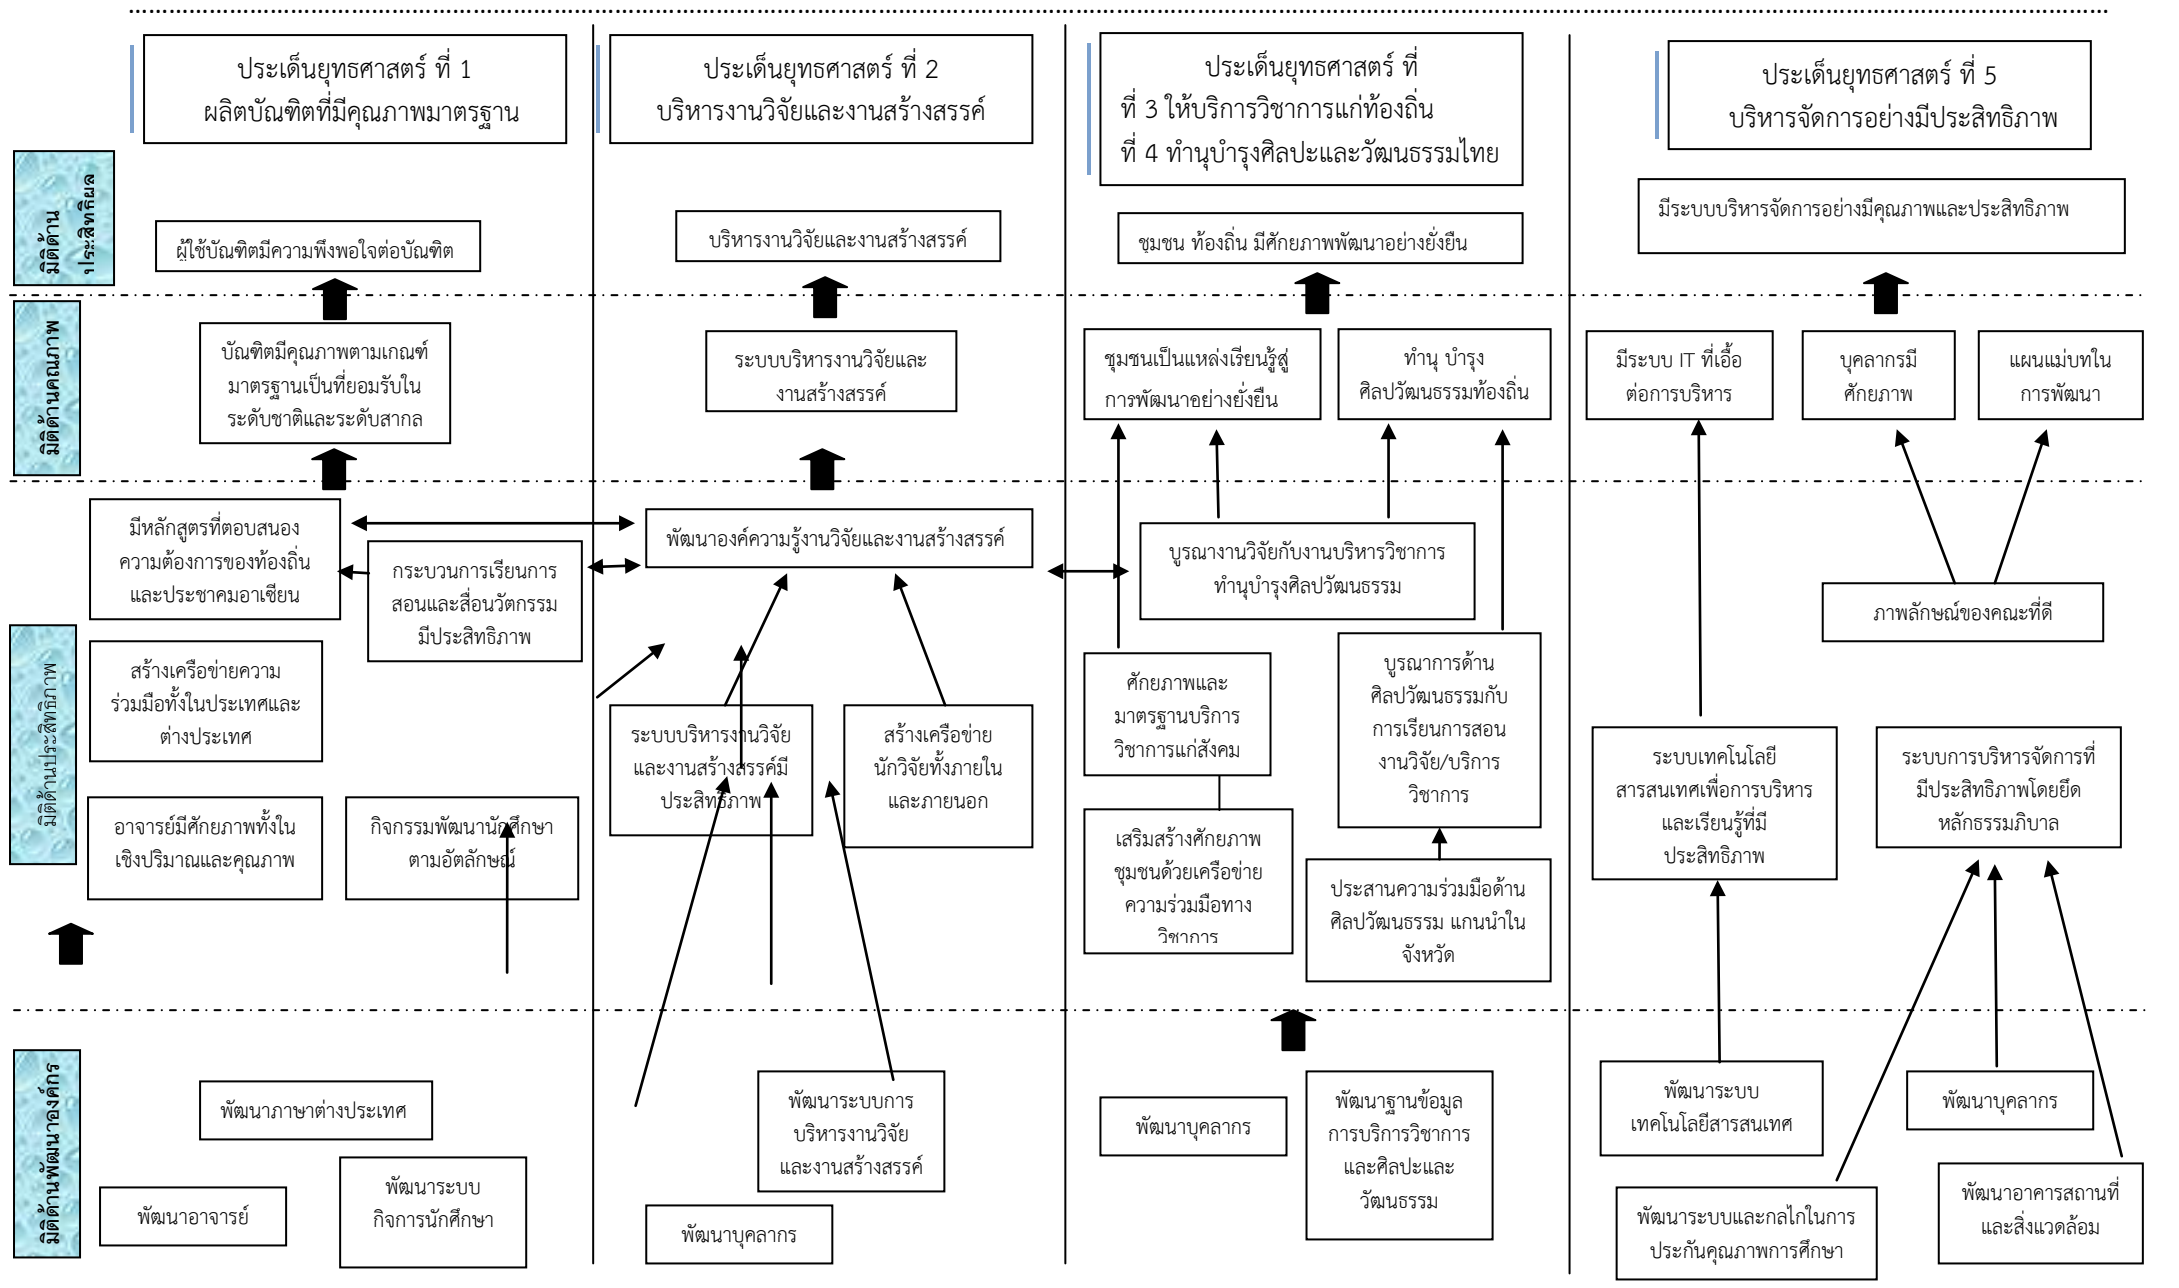 ประเด็นยุทธศาสตร์ ที่ 1
ผลิตบัณฑิตที่มีคุณภาพมาตรฐาน
ประเด็นยุทธศาสตร์ ที่ 2
บริหารงานวิจัยและงานสร้างสรรค์
ประเด็นยุทธศาสตร์ ที่
ที่ 3 ให้บริการวิชาการแก่ท้องถิ่น
ที่ 4 ทำนุบำรุงศิลปะและวัฒนธรรมไทย
ประเด็นยุทธศาสตร์ ที่ 5
บริหารจัดการอย่างมีประสิทธิภาพ
มิติด้าน
ประสิทธิผล
ผู้ใช้บัณฑิตมีความพึงพอใจต่อบัณฑิต
บริหารงานวิจัยและงานสร้างสรรค์
ชุมชน ท้องถิ่น มีศักยภาพพัฒนาอย่างยั่งยืน
มีระบบบริหารจัดการอย่างมีคุณภาพและประสิทธิภาพ
มิติด้านคุณภาพ
บัณฑิตมีคุณภาพตามเกณฑ์
มาตรฐานเป็นที่ยอมรับใน
ระดับชาติและระดับสากล
ระบบบริหารงานวิจัยและ
งานสร้างสรรค์
ชุมชนเป็นแหล่งเรียนรู้สู่
การพัฒนาอย่างยั่งยืน
ทำนุ บำรุง
ศิลปวัฒนธรรมท้องถิ่น
มีระบบ IT ที่เอื้อ
ต่อการบริหาร
บุคลากรมี
ศักยภาพ
แผนแม่บทใน
การพัฒนา
มิติด้านประสิทธิภาพ
มีหลักสูตรที่ตอบสนอง
ความต้องการของท้องถิ่น
และประชาคมอาเซียน
กระบวนการเรียนการ
สอนและสื่อนวัตกรรม
มีประสิทธิภาพ
สร้างเครือข่ายความ
ร่วมมือทั้งในประเทศและ
ต่างประเทศ
อาจารย์มีศักยภาพทั้งใน
เชิงปริมาณและคุณภาพ
กิจกรรมพัฒนานักศึกษา
ตามอัตลักษณ์
พัฒนาองค์ความรู้งานวิจัยและงานสร้างสรรค์
ระบบบริหารงานวิจัย
และงานสร้างสรรค์มี
ประสิทธิภาพ
สร้างเครือข่าย
นักวิจัยทั้งภายใน
และภายนอก
บูรณางานวิจัยกับงานบริหารวิชาการ
ทำนุบำรุงศิลปวัฒนธรรม
ศักยภาพและ
มาตรฐานบริการ
วิชาการแก่สังคม
บูรณาการด้าน
ศิลปวัฒนธรรมกับ
การเรียนการสอน
งานวิจัย/บริการ
วิชาการ
เสริมสร้างศักยภาพ
ชุมชนด้วยเครือข่าย
ความร่วมมือทาง
วิชาการ
ประสานความร่วมมือด้าน
ศิลปวัฒนธรรม แกนนำใน
จังหวัด
ภาพลักษณ์ของคณะที่ดี
ระบบเทคโนโลยี
สารสนเทศเพื่อการบริหาร
และเรียนรู้ที่มี
ประสิทธิภาพ
ระบบการบริหารจัดการที่
มีประสิทธิภาพโดยยึด
หลักธรรมภิบาล
มิติด้านพัฒนาองค์กร
พัฒนาภาษาต่างประเทศ
พัฒนาอาจารย์
พัฒนาระบบ
กิจการนักศึกษา
พัฒนาระบบการ
บริหารงานวิจัย
และงานสร้างสรรค์
พัฒนาบุคลากร
พัฒนาบุคลากร
พัฒนาฐานข้อมูล
การบริการวิชาการ
และศิลปะและ
วัฒนธรรม
พัฒนาระบบ
เทคโนโลยีสารสนเทศ
พัฒนาบุคลากร
พัฒนาระบบและกลไกในการ
ประกันคุณภาพการศึกษา
พัฒนาอาคารสถานที่
และสิ่งแวดล้อม